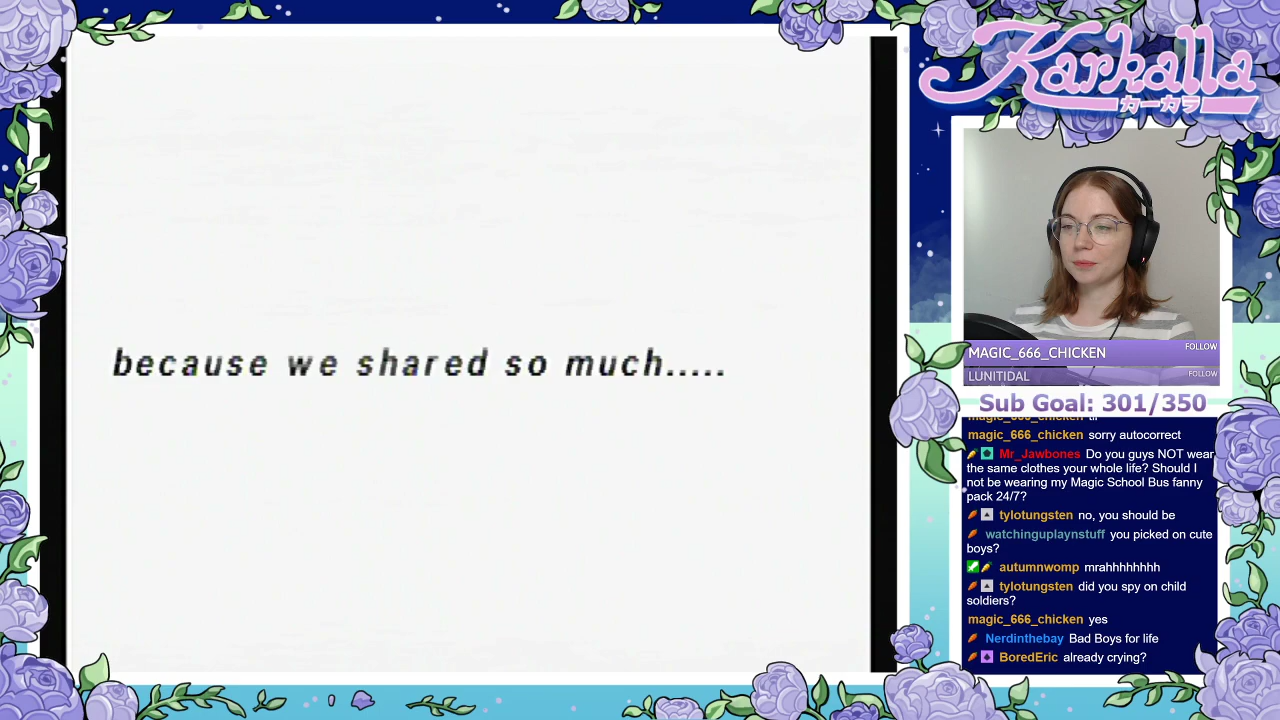 because we shared so much.....
Karkalla
カーカラ
MAGIC_666_CHICKEN
FOLLOW
LUNITIDAL
FOLLOW
Sub Goal: 301/350
magic_666_chicken sorry autocorrect
Mr_Jawbones Do you guys NOT wear
the same clothes your whole life? Should I
not be wearing my Magic School Bus fanny
pack 24/7?
tylotungsten no, you should be
watchinguplaynstuff you picked on cute
boys?
autumnwomp mrahhhhhhhh
tylotungsten did you spy on child
soldiers?
magic_666_chicken yes
Nerdinthebay Bad Boys for life
BoredEric already crying?